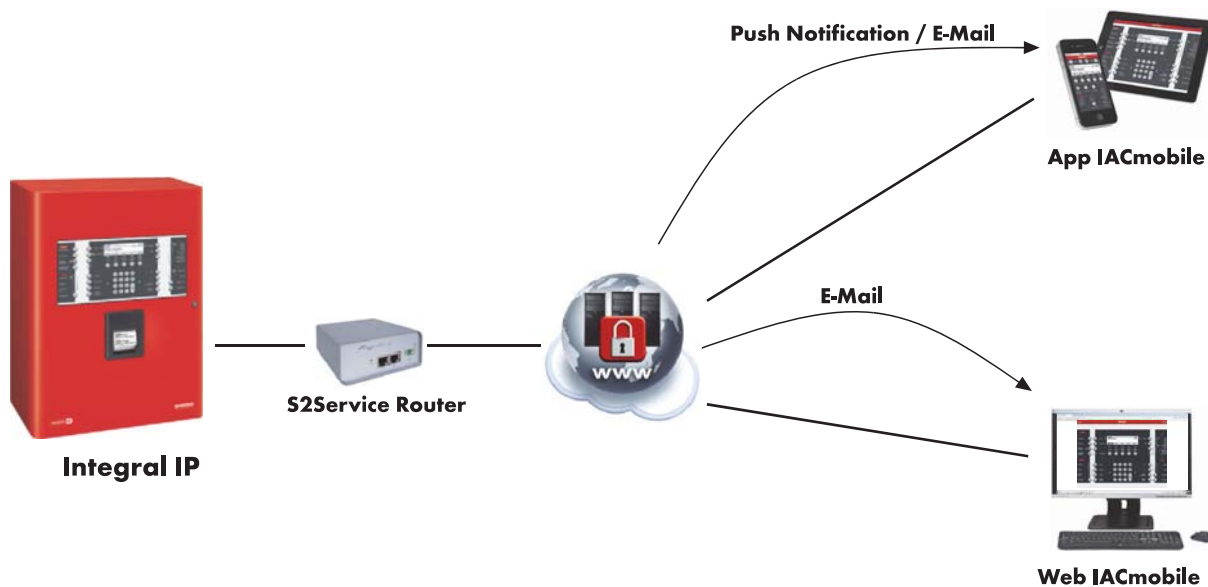 Push Notification / E-Mail
App IACmobile
E-Mail
www
S2Service Router
Integral IP
Web IACmobile